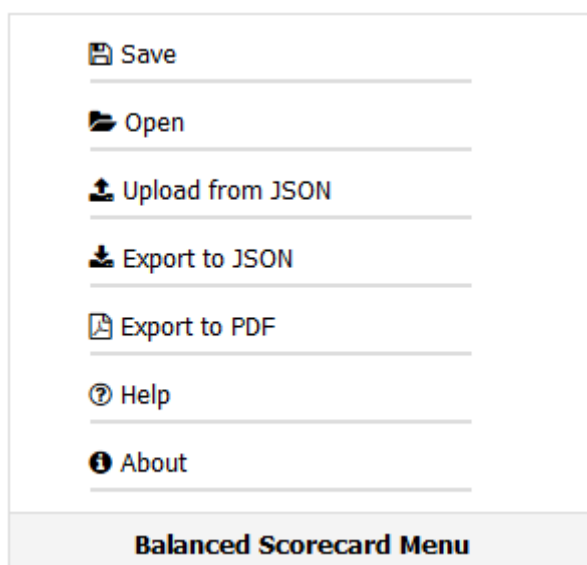 Save
Open
Upload from JSON
Export to JSON
Export to PDF
Help
About
Balanced Scorecard Menu